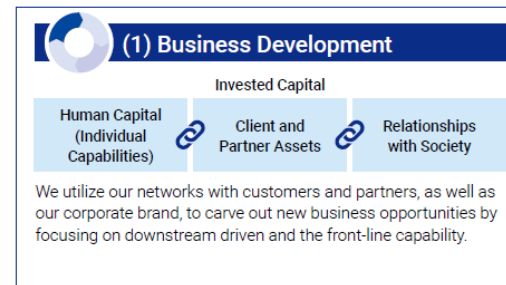 (1) Business Development
Invested Capital
Human Capital
(Individual
Capabilities)
Client and
Partner Assets
Relationships
with Society
We utilize our networks with customers and partners, as well as
our corporate brand, to carve out new business opportunities by
focusing on downstream driven and the front-line capability.